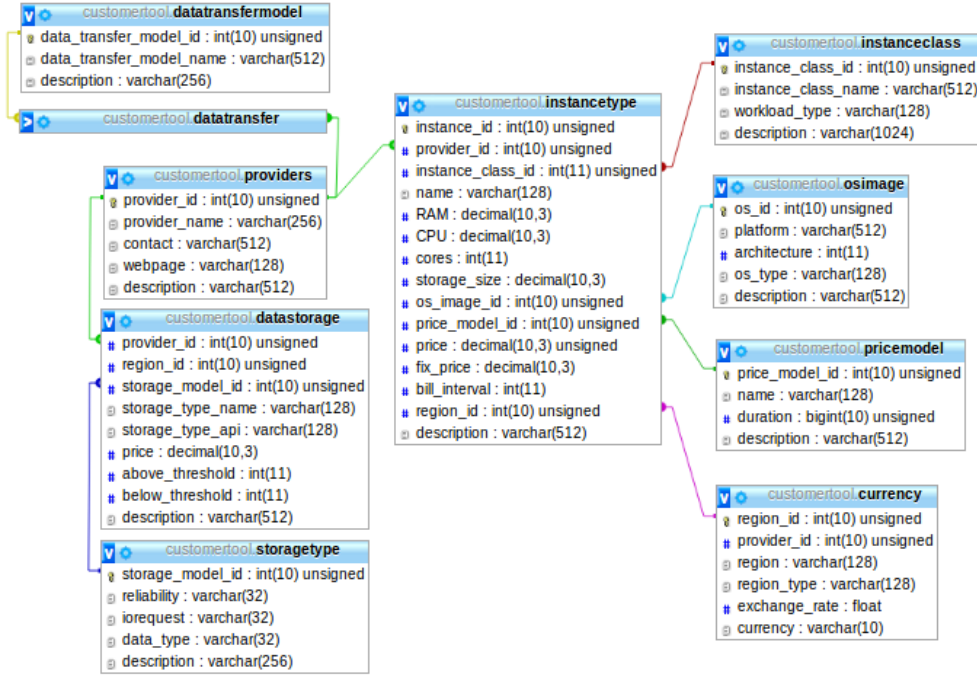 customertool.datatransfermodel
data_transfer_model_id : int(10) unsigned
data_transfer_model_name : varchar(512)
description : varchar(256)
customertool.datatransfer
customertool.providers
provider_id : int(10) unsigned
provider_name : varchar(256)
contact : varchar(512)
webpage : varchar(128)
description : varchar(512)
customertool.datastorage
provider_id : int(10) unsigned
region_id : int(10) unsigned
storage_model_id : int(10) unsigned
storage_type_name : varchar(128)
storage_type_api : varchar(128)
price : decimal(10,3)
above_threshold : int(11)
below_threshold : int(11)
description : varchar(512)
customertool.storagetype
storage_model_id : int(10) unsigned
reliability : varchar(32)
iorequest : varchar(32)
data_type : varchar(32)
description : varchar(256)
customertool.instancetype
instance_id : int(10) unsigned
provider_id : int(10) unsigned
instance_class_id : int(11) unsigned
name : varchar(128)
RAM : decimal(10,3)
CPU : decimal(10,3)
cores : int(11)
storage_size : decimal(10,3)
os_image_id : int(10) unsigned
price_model_id : int(10) unsigned
price : decimal(10,3) unsigned
fix_price : decimal(10,3)
bill_interval : int(11)
region_id : int(10) unsigned
description : varchar(512)
customertool.instanceclass
instance_class_id : int(10) unsigned
instance_class_name : varchar(512)
workload_type : varchar(128)
description : varchar(1024)
customertool.osimage
os_id : int(10) unsigned
platform : varchar(512)
architecture : int(11)
os_type : varchar(128)
description : varchar(512)
customertool.pricemodel
price_model_id : int(10) unsigned
name : varchar(128)
duration : bigint(10) unsigned
description : varchar(512)
customertool.currency
region_id : int(10) unsigned
provider_id : int(10) unsigned
region : varchar(128)
region_type : varchar(128)
exchange_rate : float
currency : varchar(10)